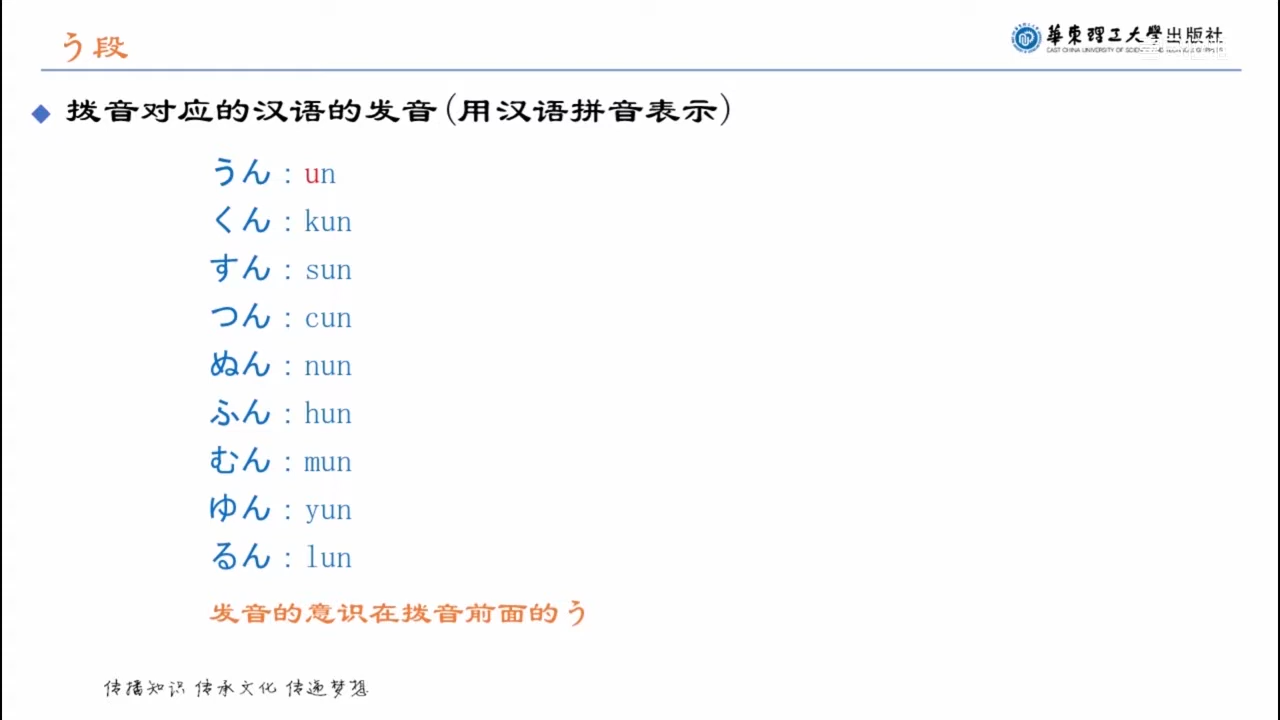 う段
華東理工大學出版社
EAST CHINA UNIVERSITY OF
◆ 拨音对应的汉语的发音(用汉语拼音表示)
うん：un
くん：kun
すん：sun
つん：cun
ぬん：nun
ふん：hun
むん：mun
ゆん：yun
るん：lun
发音的意识在拨音前面的う
传播知识 传承文化 传递梦想